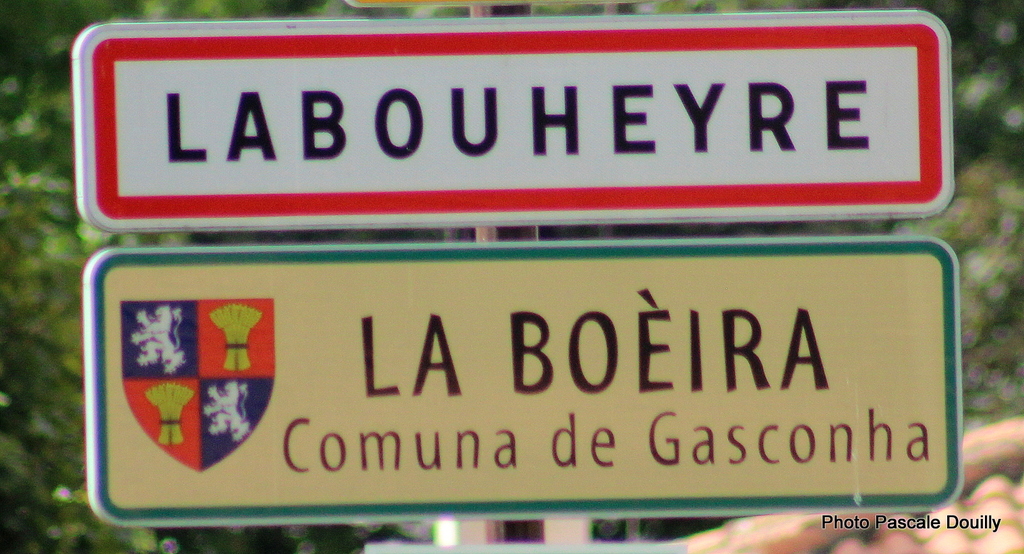 LABOUHEYRE
LA BOÈIRA
Comuna de Gasconha
Photo Pascale Douilly